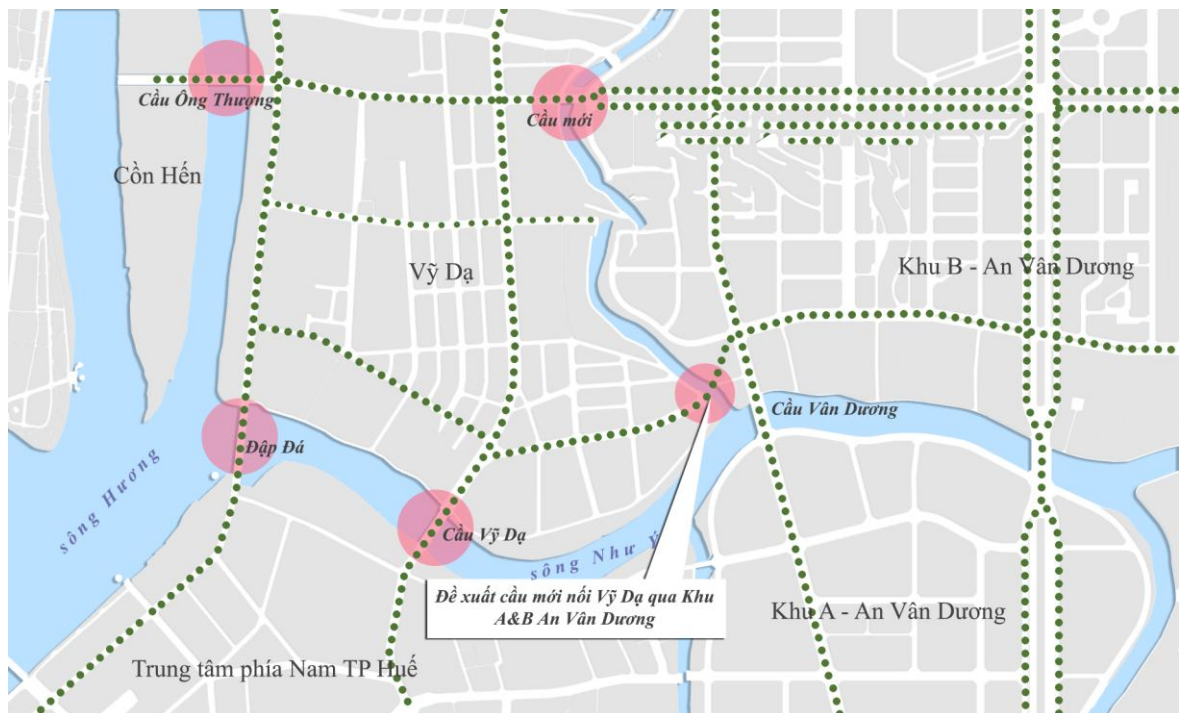 Cầu Ông Thượng
Cầu mới
Cồn Hến
Vỹ Dạ
Khu B - An Vân Dương
Cầu Vân Dương
Đập Đá
sông Hương
Cầu Vỹ Dạ
sông Như Ý
Đề xuất cầu mới nối Vỹ Dạ qua Khu
A&B An Vân Dương
Khu A - An Vân Dương
Trung tâm phía Nam TP Huế